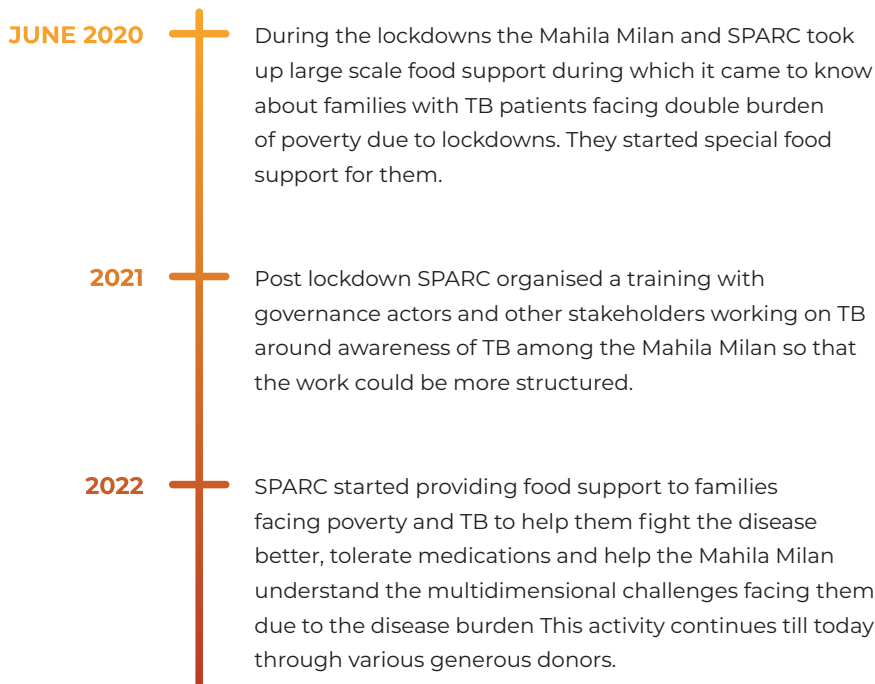 JUNE 2020
During the lockdowns the Mahila Milan and SPARC took
up large scale food support during which it came to know
about families with TB patients facing double burden
of poverty due to lockdowns. They started special food
support for them.
2021
Post lockdown SPARC organised a training with
governance actors and other stakeholders working on TB
around awareness of TB among the Mahila Milan so that
the work could be more structured.
2022
SPARC started providing food support to families
facing poverty and TB to help them fight the disease
better, tolerate medications and help the Mahila Milan
understand the multidimensional challenges facing them
due to the disease burden This activity continues till today
through various generous donors.